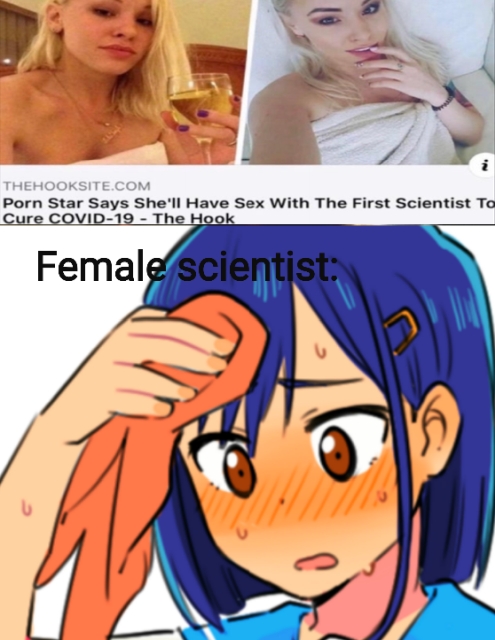 THEHOOKSITE.COM
Porn Star Says She'll Have Sex With The First Scientist To
Cure COVID-19 - The Hook
Female scientist: